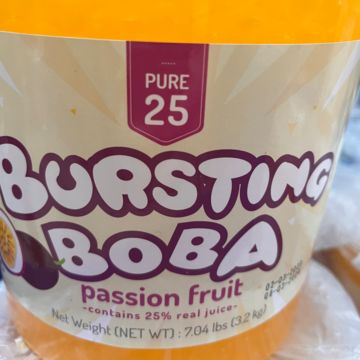 PURE
25
BURSTING
BOBA
passion fruit
-contains 25% real juice-
Net Weight (NET WT) : 7.04 lbs (3.2 kg)